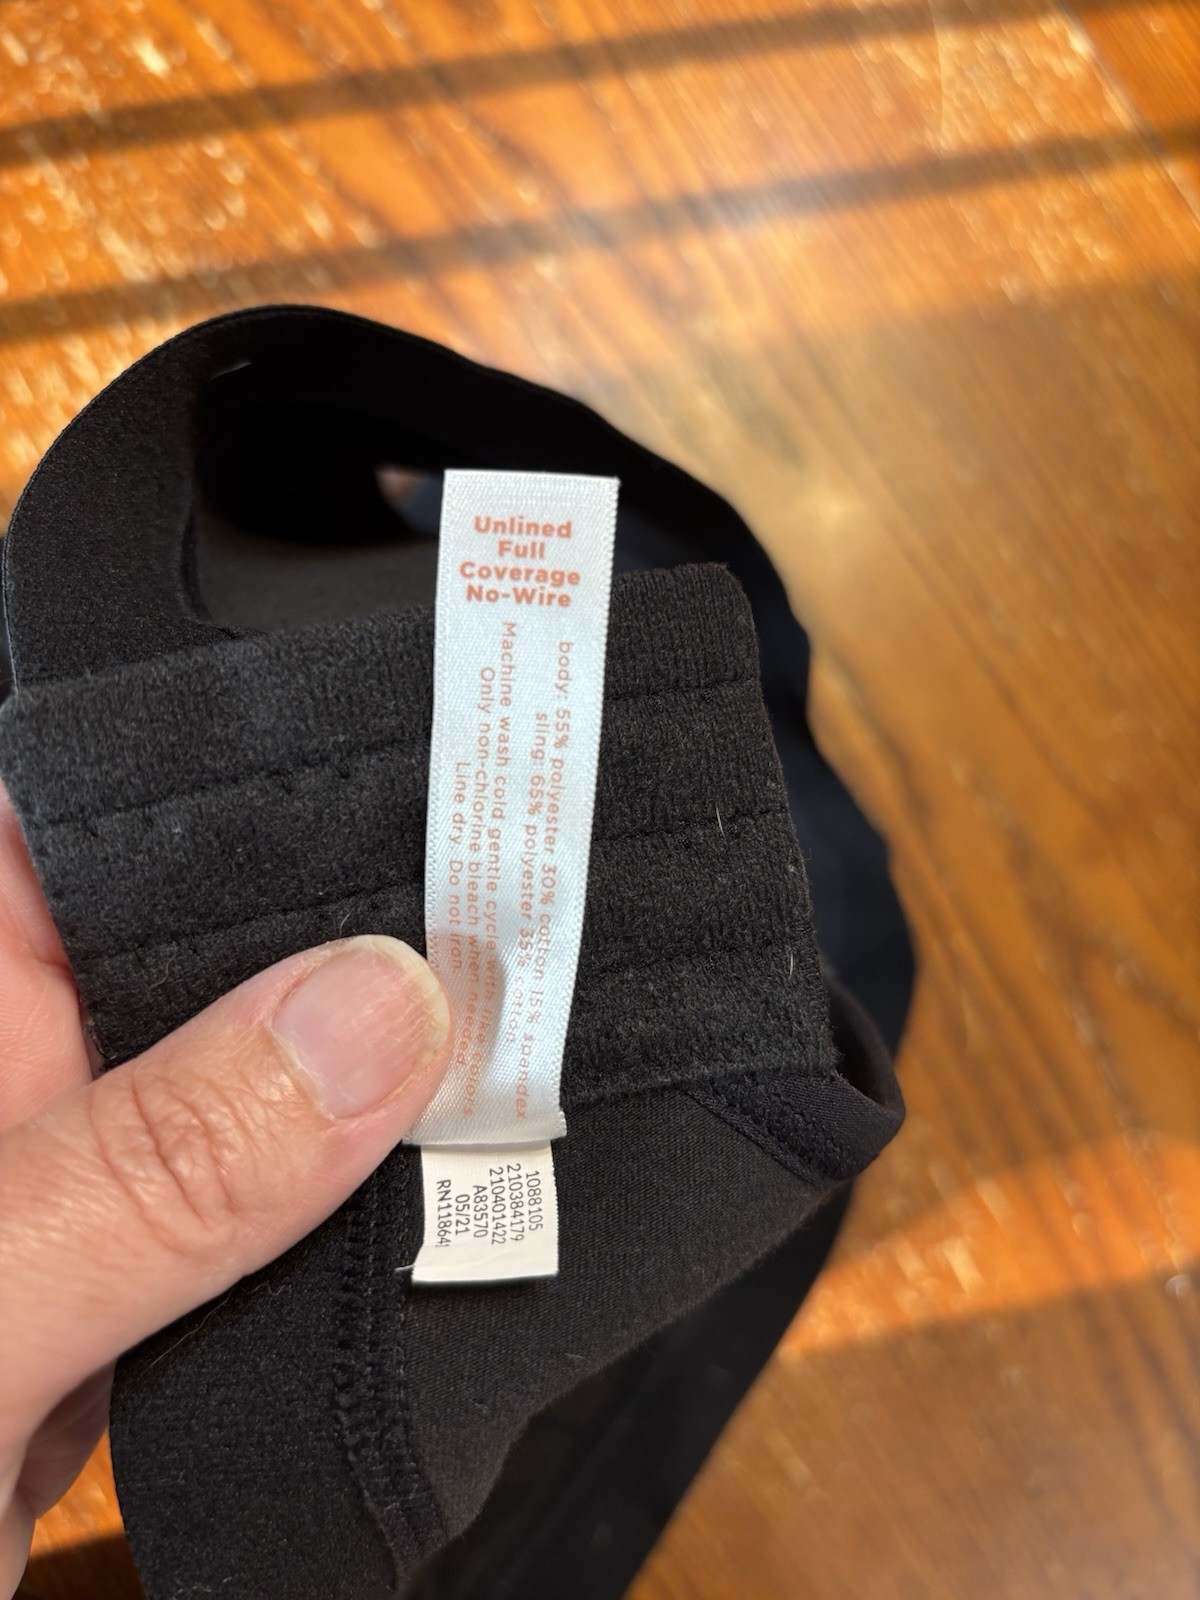 Unlined
Full
Coverage
No-Wire
body: 55% polyester 30% cotton 15% spandex
sling: 65% polyester 35% cotton
Machine wash cold gentle cycle with like colors
Only non-chlorine bleach when needed
Line dry. Do not iron.
1088105
210384179
210401422
A83570
05/21
RN11864